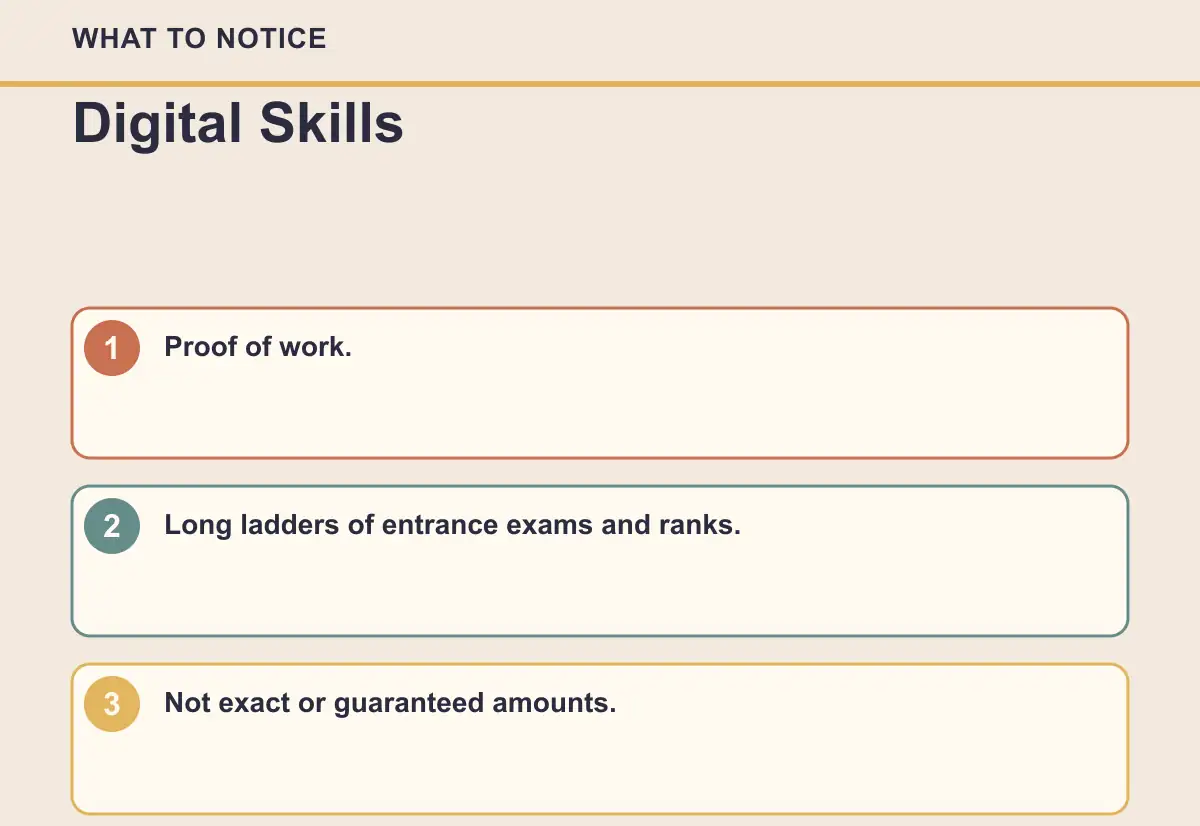 WHAT TO NOTICE
Digital Skills
1
Proof of work.
2
Long ladders of entrance exams and ranks.
3
Not exact or guaranteed amounts.